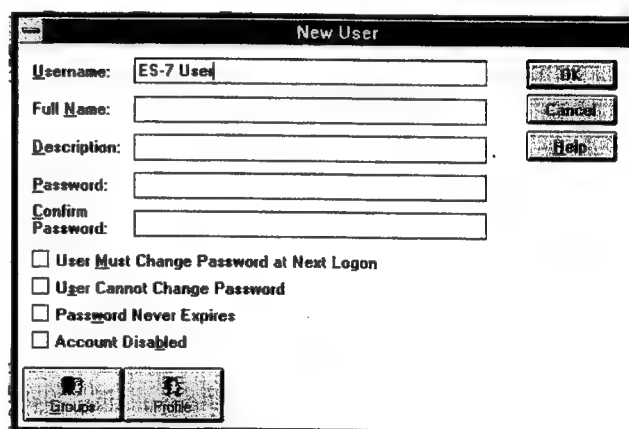 New User
Username: ES-7 User
OK
Full Name:
Cancel
Description:
Help
Password:
Confirm
Password:
User Must Change Password at Next Logon
User Cannot Change Password
Password Never Expires
Account Disabled
Groups
Profile